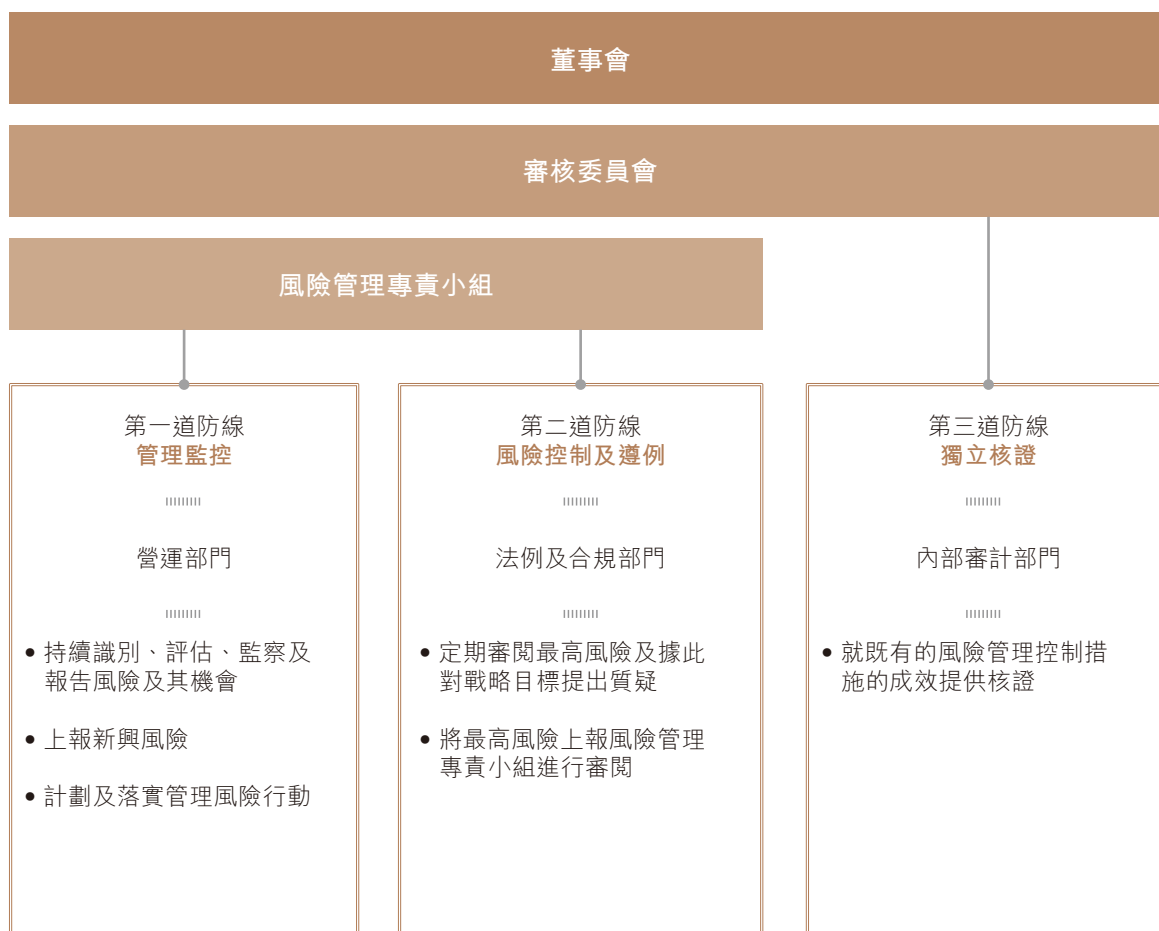 董事會
審核委員會
風險管理專責小組
第一道防線
管理監控
營運部門
• 持續識別、評估、監察及
報告風險及其機會
• 上報新興風險
• 計劃及落實管理風險行動
第二道防線
風險控制及遵例
法例及合規部門
• 定期審閱最高風險及據此
對戰略目標提出質疑
• 將最高風險上報風險管理
專責小組進行審閱
第三道防線
獨立核證
內部審計部門
• 就既有的風險管理控制措
施的成效提供核證